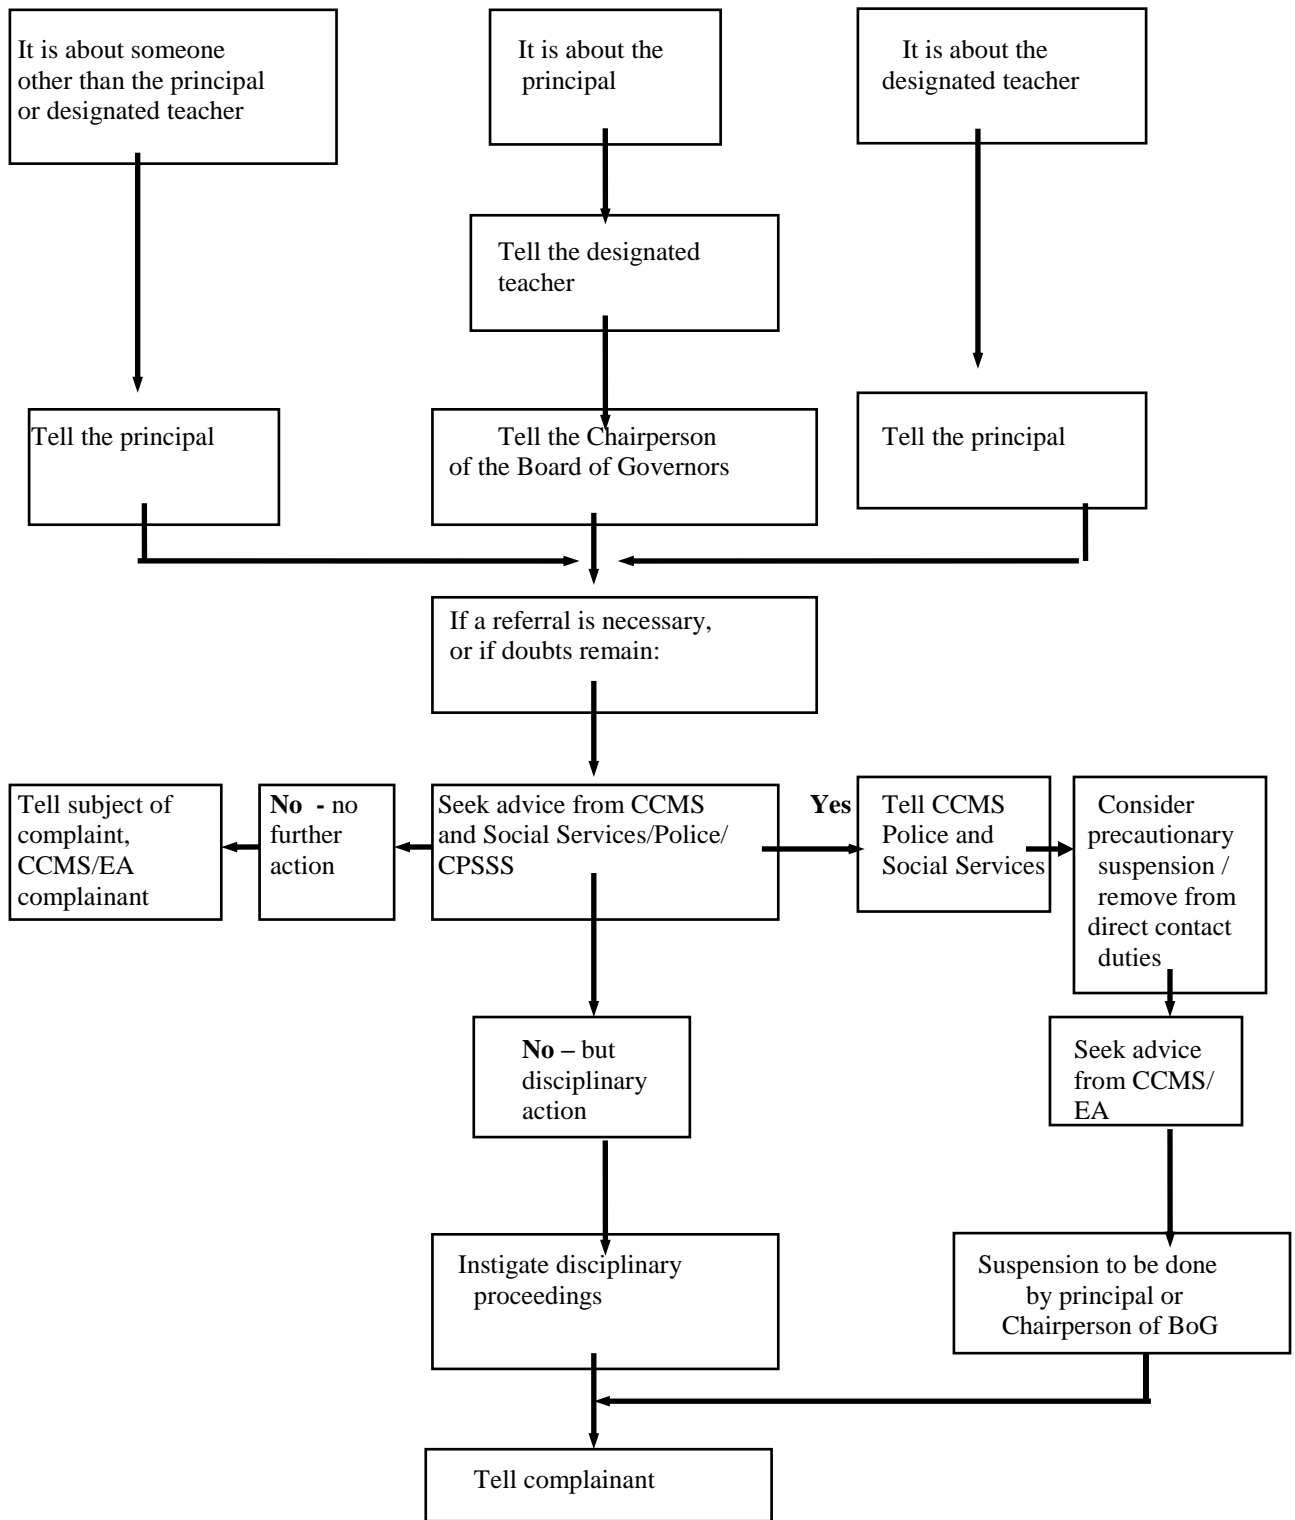 It is about someone
other than the principal
or designated teacher
It is about the
principal
It is about the
designated teacher
Tell the designated
teacher
Tell the principal
Tell the Chairperson
of the Board of Governors
Tell the principal
If a referral is necessary,
or if doubts remain:
Tell subject of
complaint,
CCMS/EA
complainant
No - no
further
action
Seek advice from CCMS
and Social Services/Police/
CPSSS
Yes
Tell CCMS
Police and
Social Services
Consider
precautionary
suspension /
remove from
direct contact
duties
No – but
disciplinary
action
Seek advice
from CCMS/
EA
Instigate disciplinary
proceedings
Suspension to be done
by principal or
Chairperson of BoG
Tell complainant